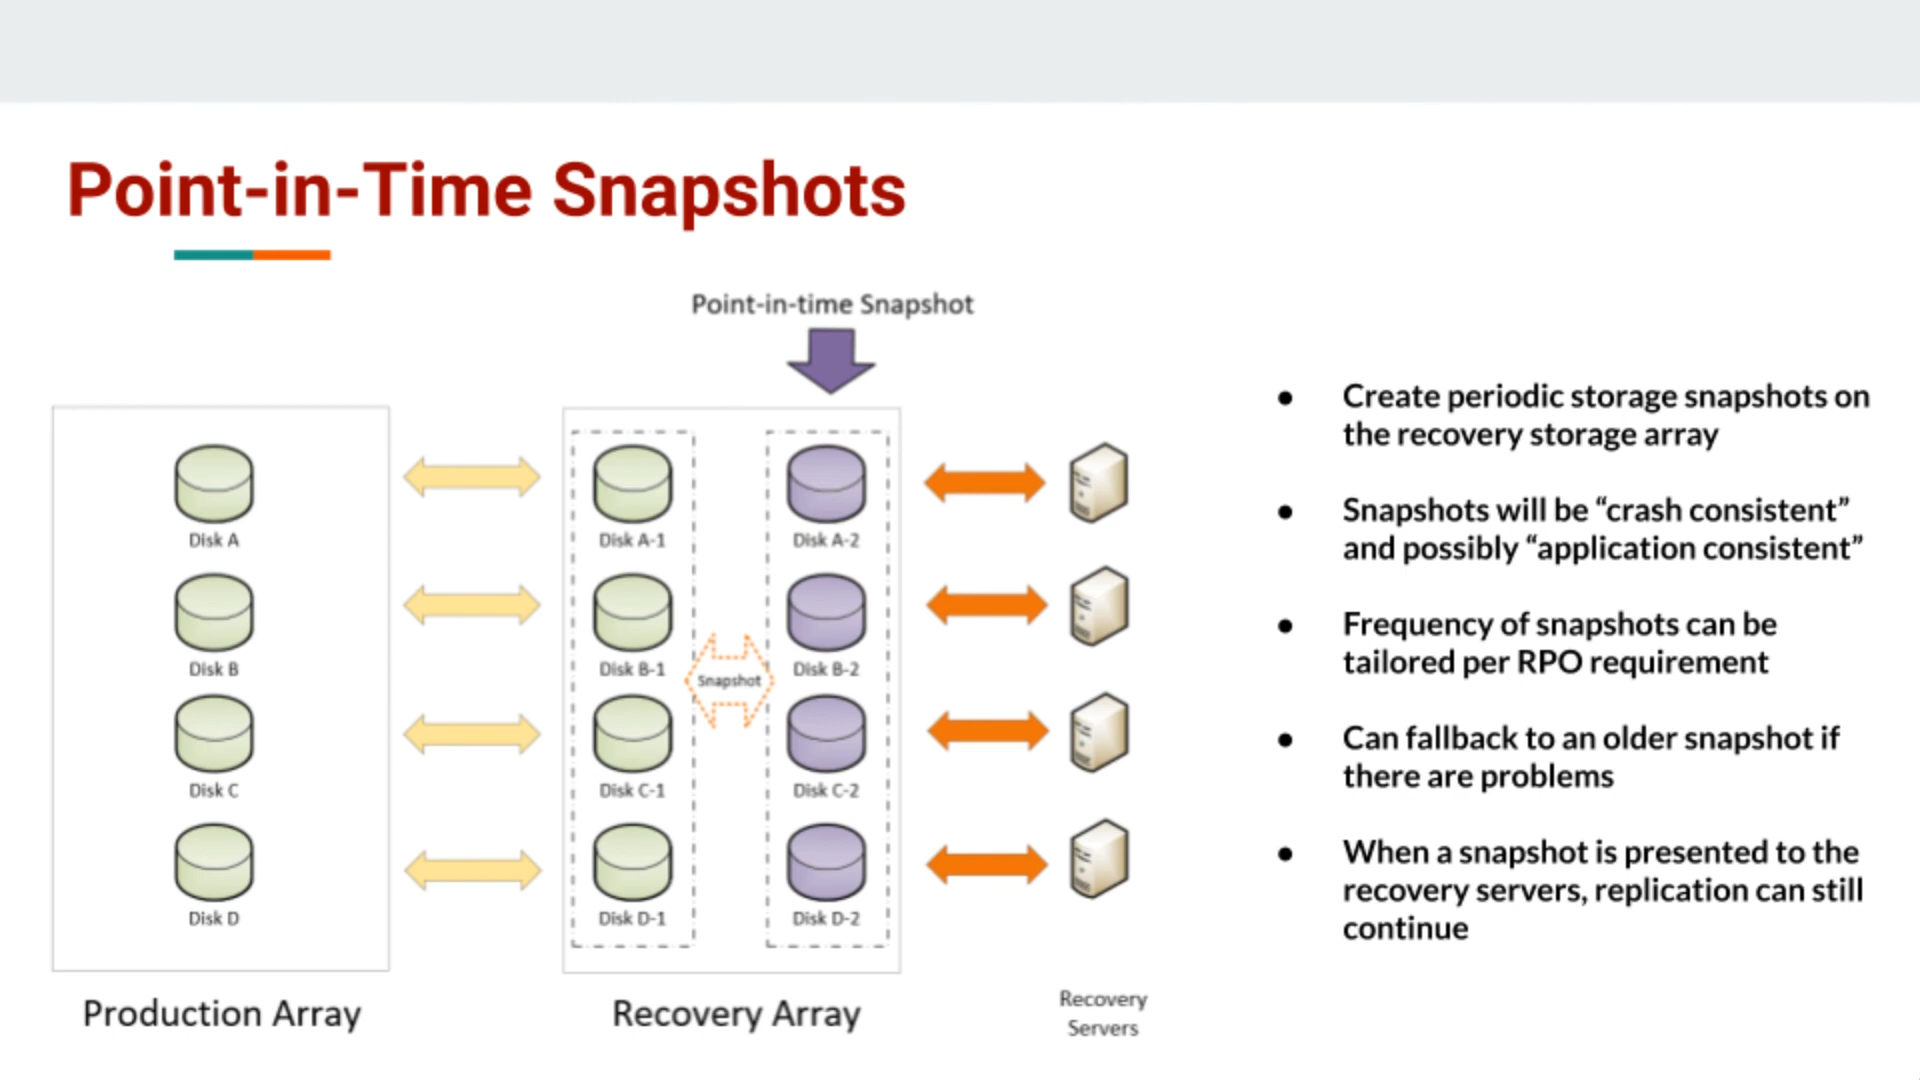 Point-in-Time Snapshots
Point-in-time Snapshot
Disk A
Disk B
Disk C
Disk D
Production Array
Disk A-1
Disk B-1
Disk C-1
Disk D-1
Snapshot
Disk A-2
Disk B-2
Disk C-2
Disk D-2
Recovery Array
Recovery
Servers
● Create periodic storage snapshots on
the recovery storage array
● Snapshots will be “crash consistent”
and possibly “application consistent”
● Frequency of snapshots can be
tailored per RPO requirement
● Can fallback to an older snapshot if
there are problems
● When a snapshot is presented to the
recovery servers, replication can still
continue